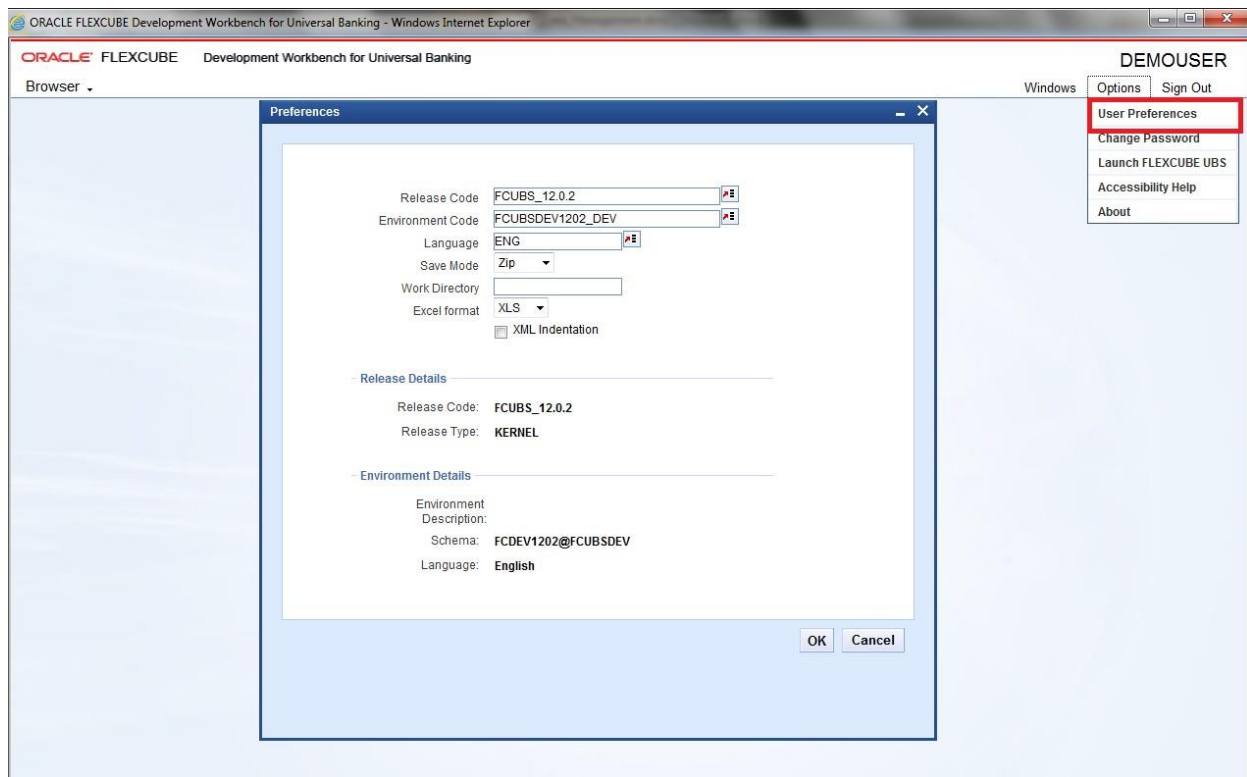 ORACLE FLEXCUBE Development Workbench for Universal Banking - Windows Internet Explorer
ORACLE FLEXCUBE Development Workbench for Universal Banking
DEMOUSER
Browser
Windows Options Sign Out
Preferences
User Preferences
Change Password
Launch FLEXCUBE UBS
Accessibility Help
About
Release Code FCUBS_12.0.2
Environment Code FCUBSDEV1202_DEV
Language ENG
Save Mode Zip
Work Directory
Excel format XLS
XML Indentation
Release Details
Release Code: FCUBS_12.0.2
Release Type: KERNEL
Environment Details
Environment
Description:
Schema: FCDEV1202@FCUBSDEV
Language: English
OK Cancel